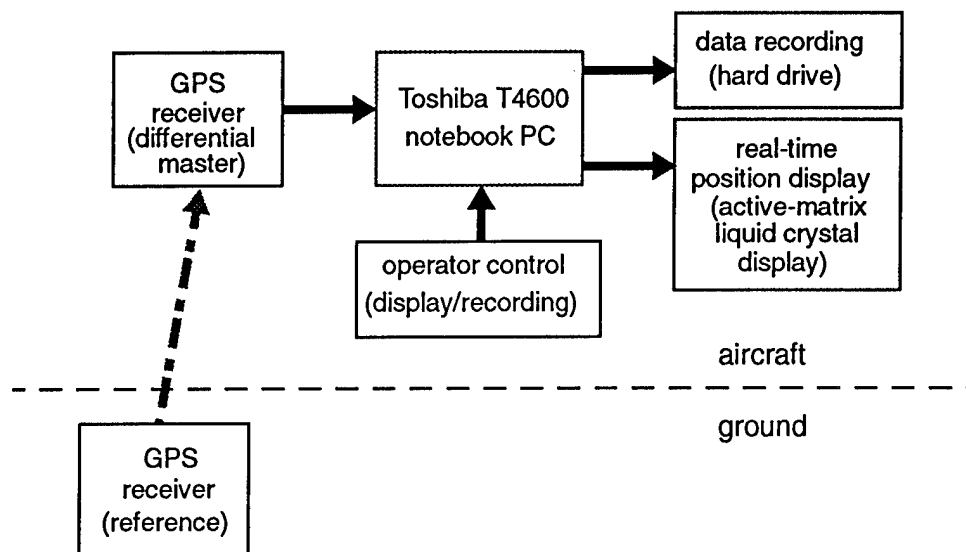 GPS
receiver
(differential
master)
Toshiba T4600
notebook PC
data recording
(hard drive)
real-time
position display
(active-matrix
liquid crystal
display)
operator control
(display/recording)
aircraft
ground
GPS
receiver
(reference)